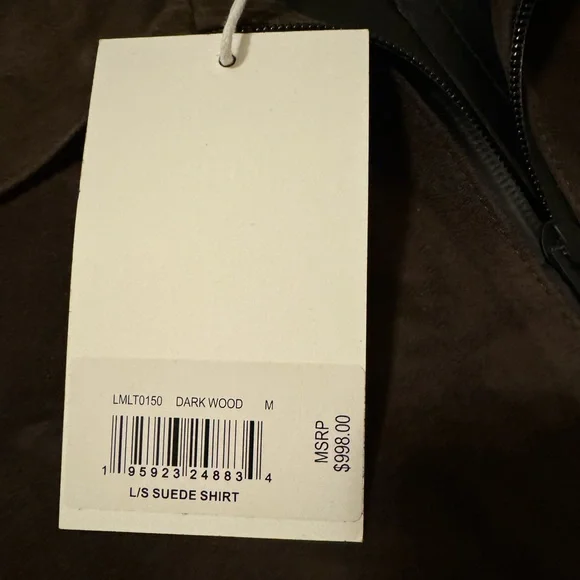 LMLT0150 DARK WOOD M
1 95923 24883 4
L/S SUEDE SHIRT
MSRP
$998.00